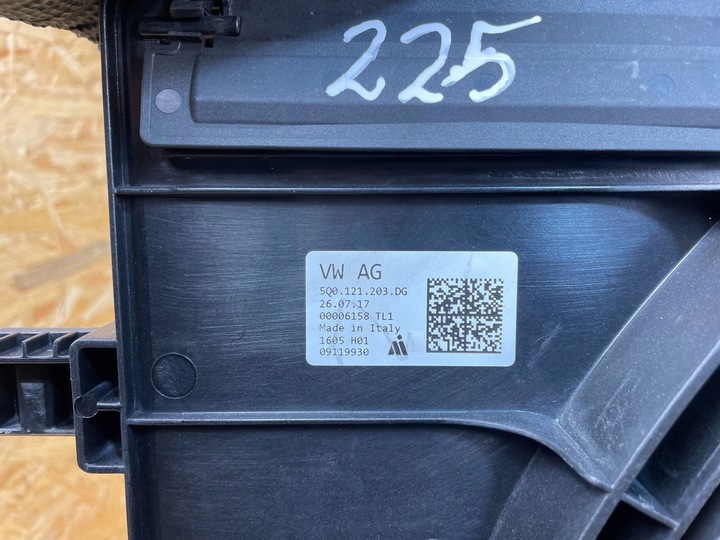 225
VW AG
5Q0.121.203.DG
26.07.17
00006158 TL1
Made in Italy
1605 H01
09119930